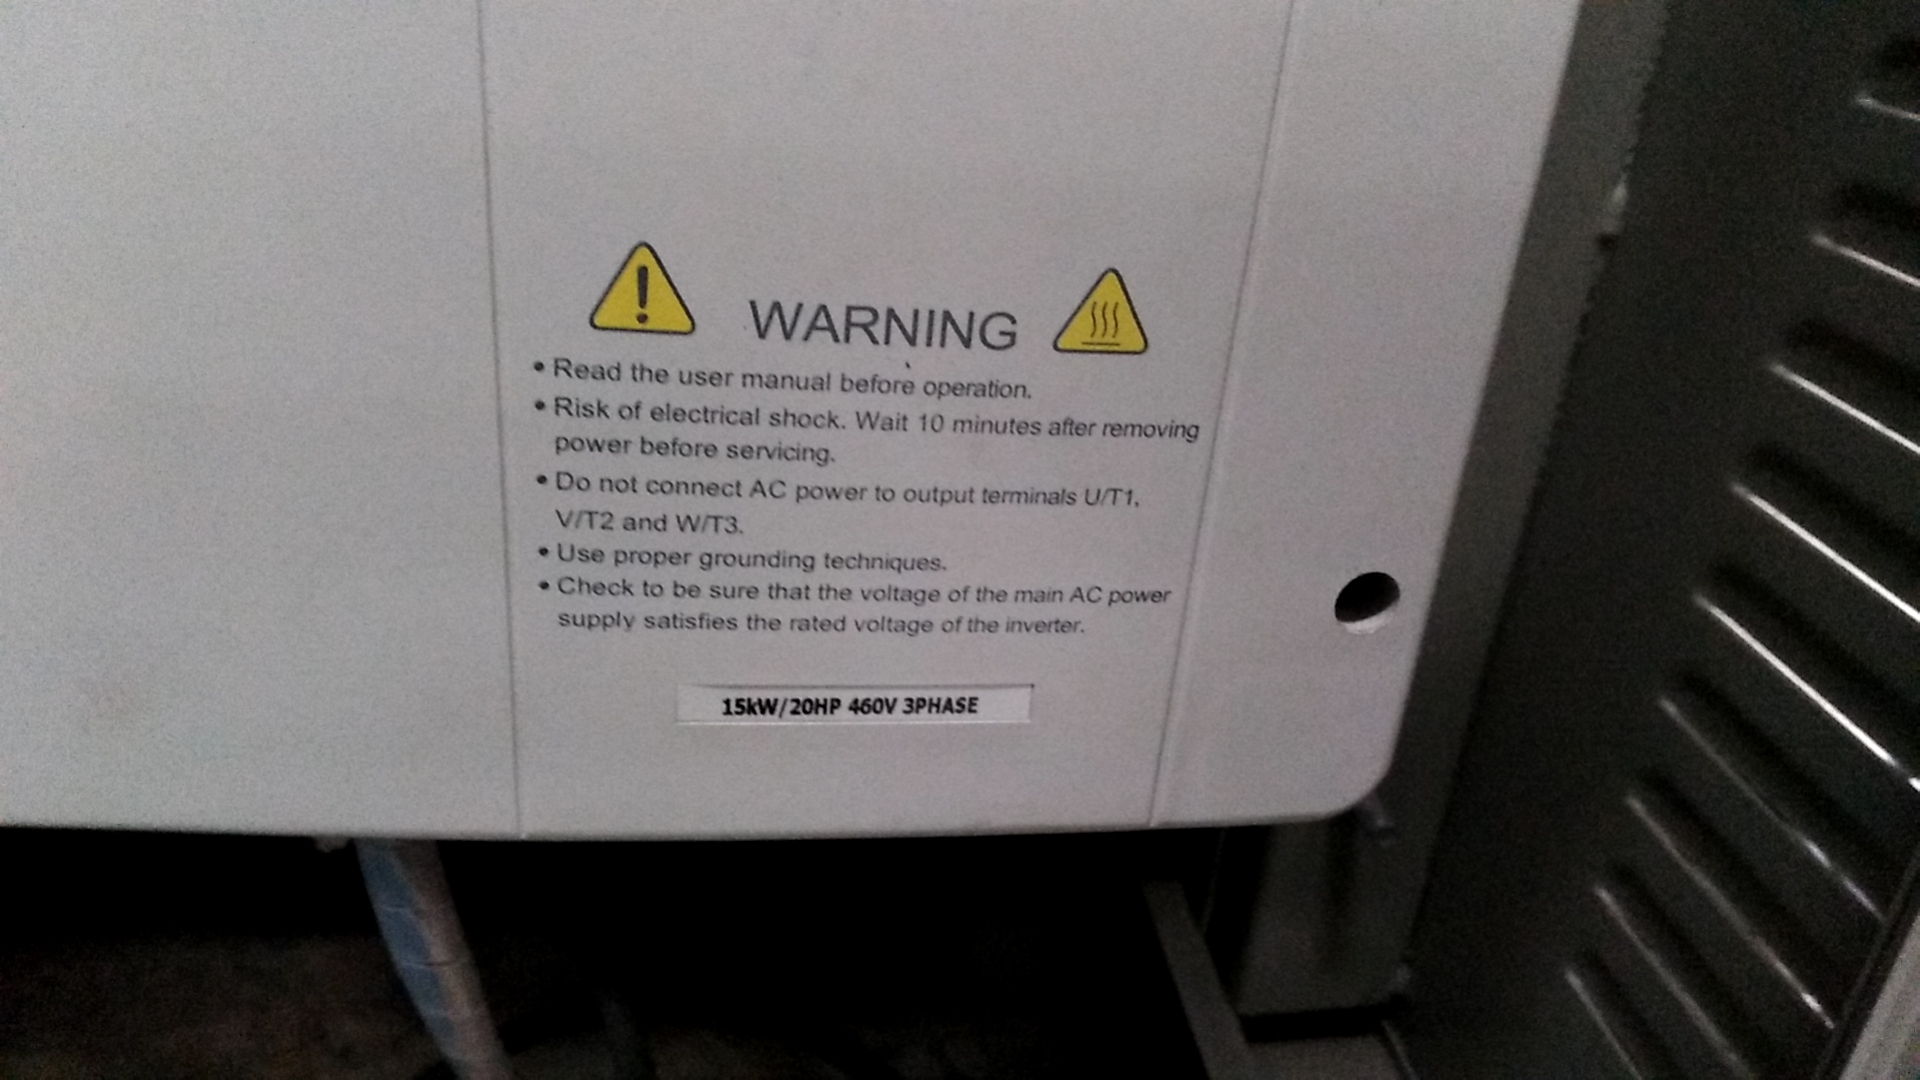 WARNING
• Read the user manual before operation.
• Risk of electrical shock. Wait 10 minutes after removing
power before servicing.
• Do not connect AC power to output terminals U/T1,
V/T2 and W/T3.
• Use proper grounding techniques.
• Check to be sure that the voltage of the main AC power
supply satisfies the rated voltage of the inverter.
15kW/20HP 460V 3PHASE